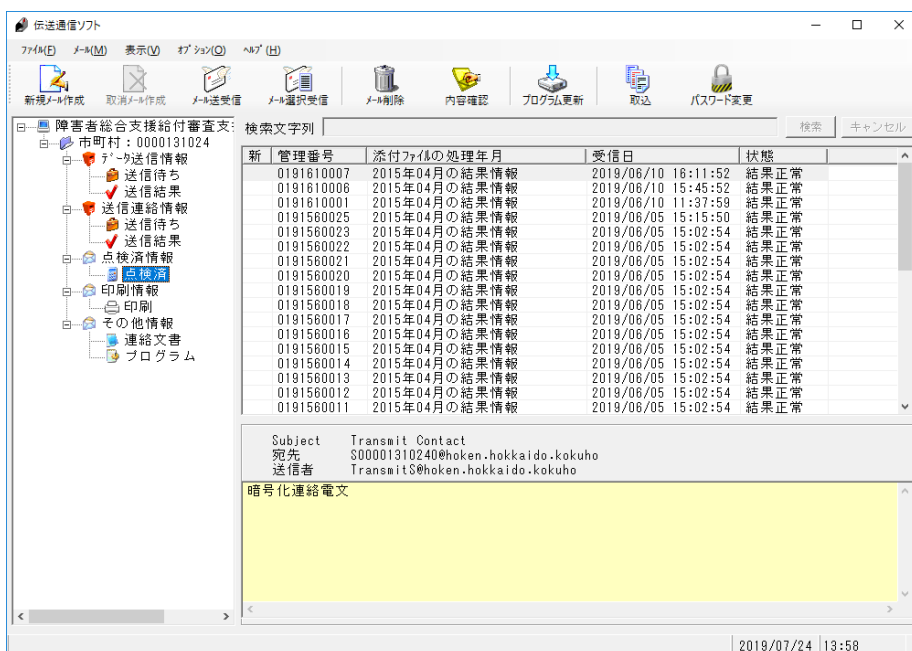 伝送通信ソフト
ファイル(F) メール(M) 表示(V) オプション(O) ヘルプ(H)
新規メール作成 取消メール作成 メール送受信 メール選択受信 メール削除 内容確認 プログラム更新 取込 パスワード変更
障害者総合支援給付審査支
市町村：0000131024
データ送信情報
送信待ち
送信結果
送信連絡情報
送信待ち
送信結果
点検済情報
点検済
印刷情報
印刷
その他情報
連絡文書
プログラム
検索文字列 検索 キャンセル
新 管理番号 添付ファイルの処理年月 受信日 状態
0191610007 2015年04月の結果情報 2019/06/10 16:11:52 結果正常
0191610006 2015年04月の結果情報 2019/06/10 15:45:52 結果正常
0191610001 2015年04月の結果情報 2019/06/10 11:37:59 結果正常
0191560025 2015年04月の結果情報 2019/06/05 15:15:50 結果正常
0191560023 2015年04月の結果情報 2019/06/05 15:02:54 結果正常
0191560022 2015年04月の結果情報 2019/06/05 15:02:54 結果正常
0191560021 2015年04月の結果情報 2019/06/05 15:02:54 結果正常
0191560020 2015年04月の結果情報 2019/06/05 15:02:54 結果正常
0191560019 2015年04月の結果情報 2019/06/05 15:02:54 結果正常
0191560018 2015年04月の結果情報 2019/06/05 15:02:54 結果正常
0191560017 2015年04月の結果情報 2019/06/05 15:02:54 結果正常
0191560016 2015年04月の結果情報 2019/06/05 15:02:54 結果正常
0191560015 2015年04月の結果情報 2019/06/05 15:02:54 結果正常
0191560014 2015年04月の結果情報 2019/06/05 15:02:54 結果正常
0191560013 2015年04月の結果情報 2019/06/05 15:02:54 結果正常
0191560012 2015年04月の結果情報 2019/06/05 15:02:54 結果正常
0191560011 2015年04月の結果情報 2019/06/05 15:02:54 結果正常
Subject Transmit Contact
宛先 S00001310240@hoken.hokkaido.kokuho
送信者 TransmitS@hoken.hokkaido.kokuho
暗号化連絡電文
2019/07/24 13:58